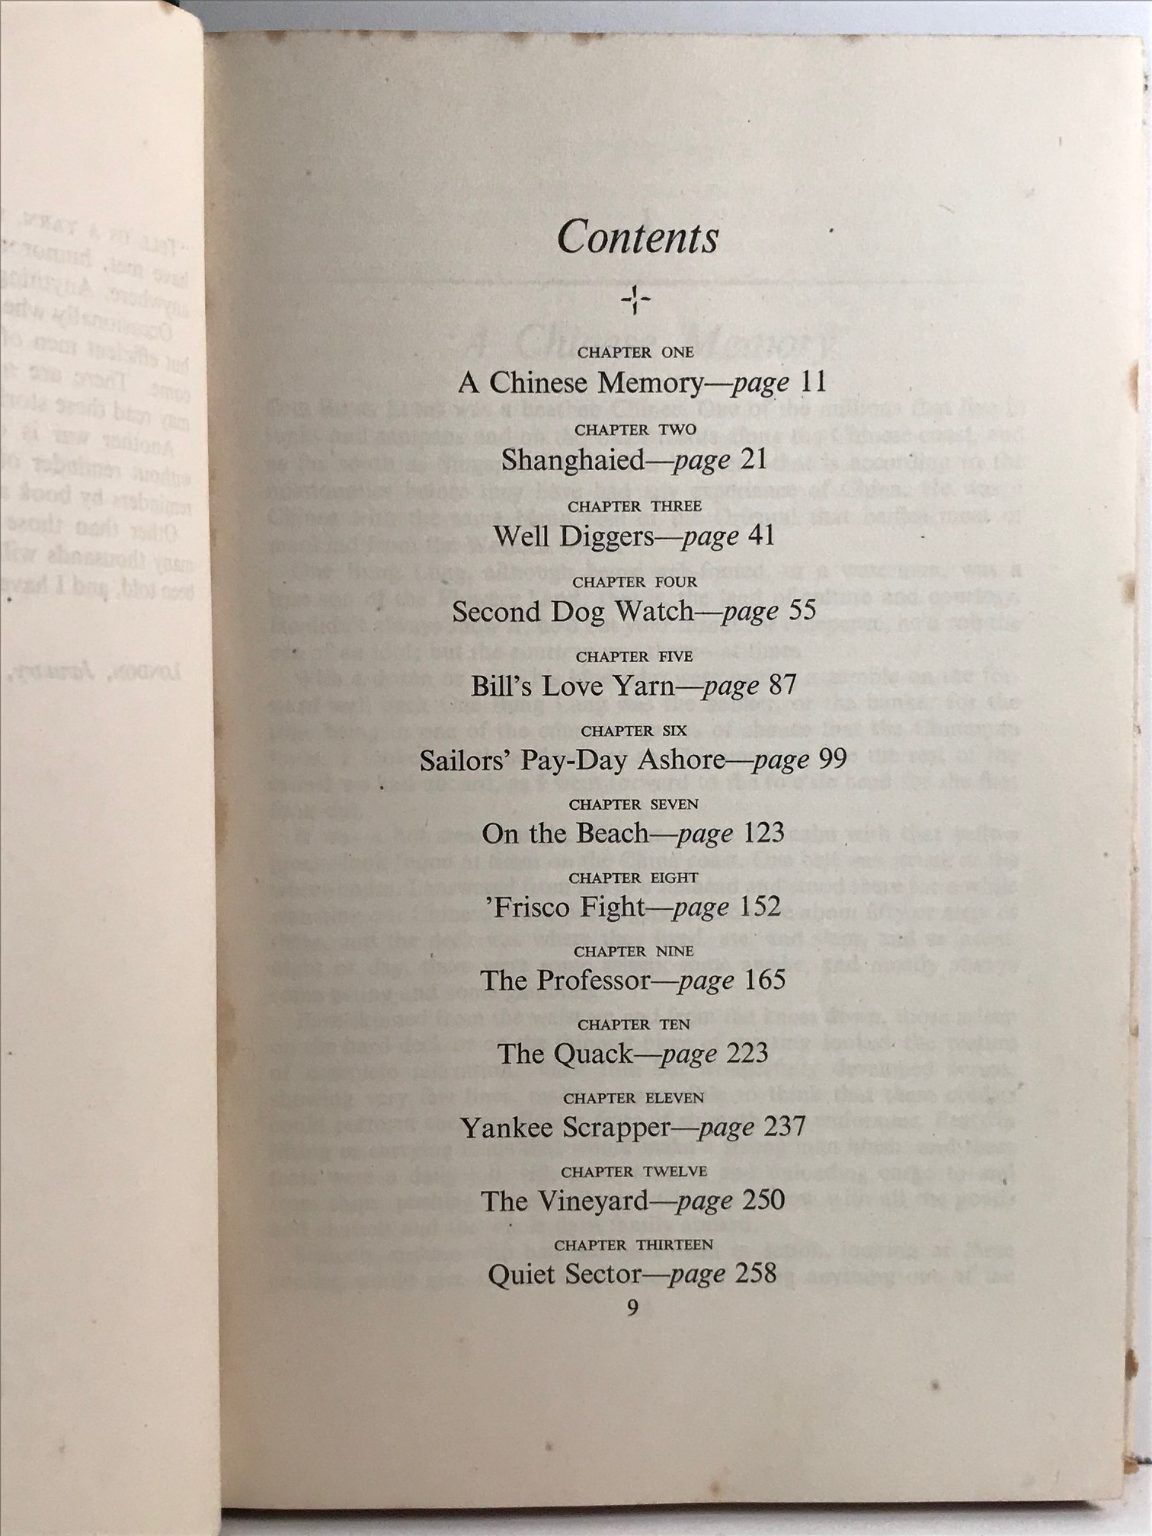 Contents
CHAPTER ONE
A Chinese Memory—page 11
CHAPTER TWO
Shanghaied—page 21
CHAPTER THREE
Well Diggers—page 41
CHAPTER FOUR
Second Dog Watch—page 55
CHAPTER FIVE
Bill's Love Yarn—page 87
CHAPTER SIX
Sailors' Pay-Day Ashore—page 99
CHAPTER SEVEN
On the Beach—page 123
CHAPTER EIGHT
'Frisco Fight—page 152
CHAPTER NINE
The Professor—page 165
CHAPTER TEN
The Quack—page 223
CHAPTER ELEVEN
Yankee Scrapper—page 237
CHAPTER TWELVE
The Vineyard—page 250
CHAPTER THIRTEEN
Quiet Sector—page 258
9